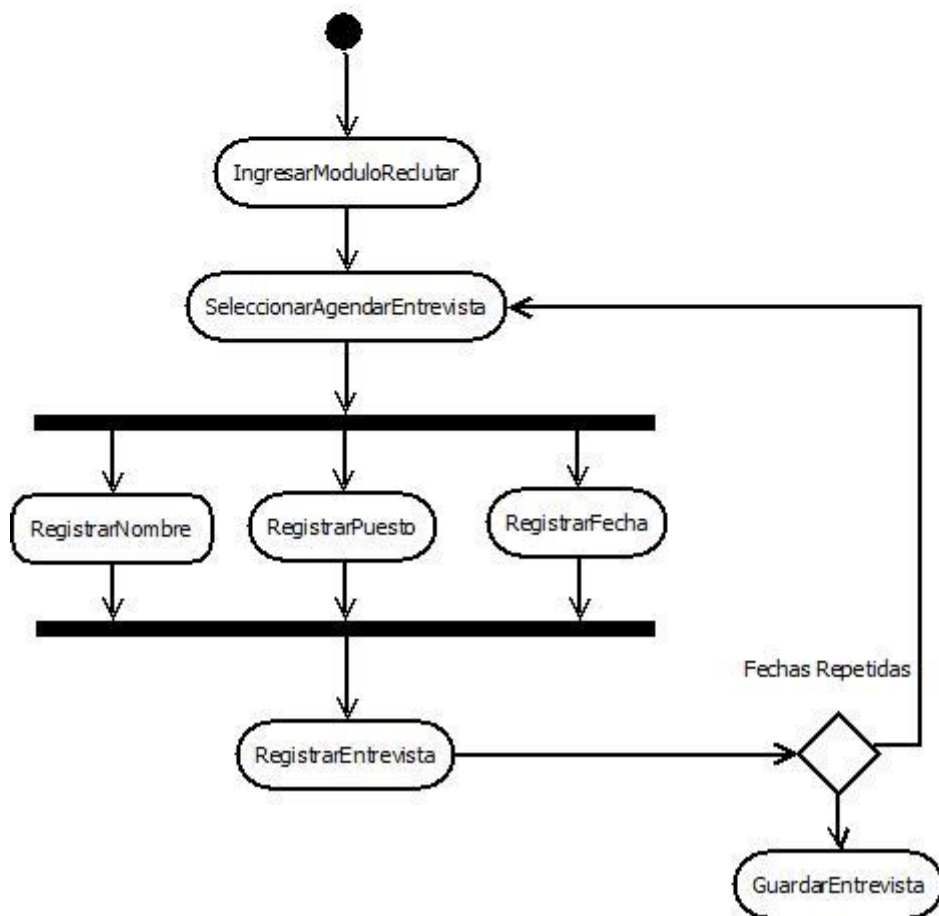 IngresarModuloReclutar
SeleccionarAgendarEntrevista
RegistrarNombre
RegistrarPuesto
RegistrarFecha
Fechas Repetidas
RegistrarEntrevista
GuardarEntrevista